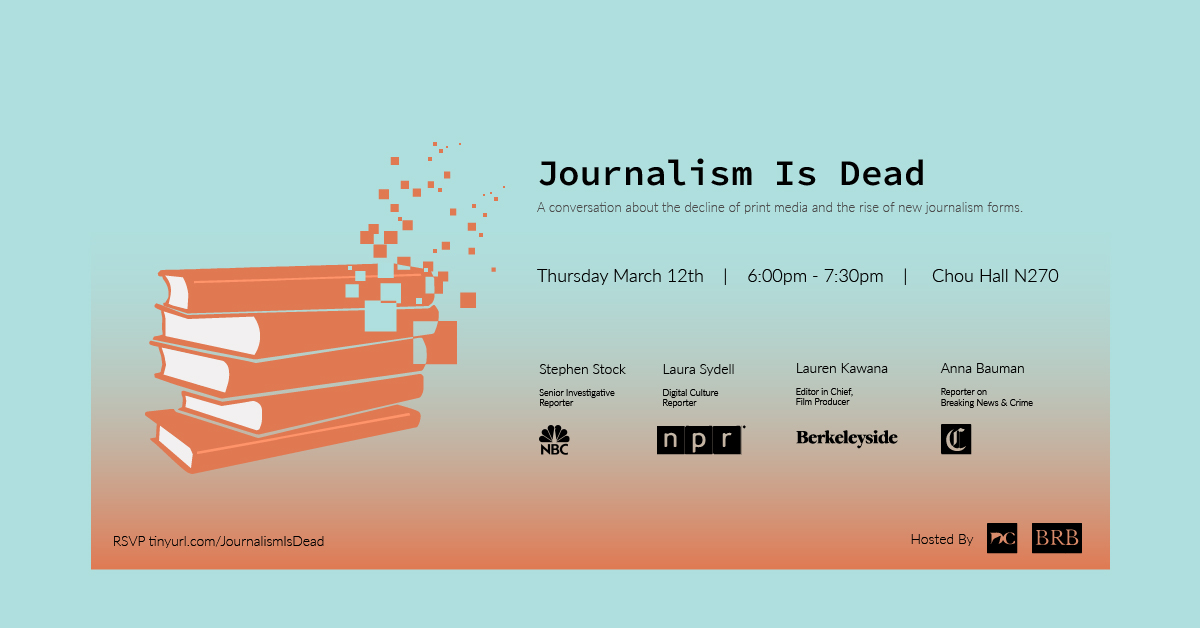 Journalism Is Dead
A conversation about the decline of print media and the rise of new journalism forms.
Thursday March 12th | 6:00pm - 7:30pm | Chou Hall N270
Stephen Stock
Senior Investigative
Reporter
NBC
Laura Sydell
Digital Culture
Reporter
npr
Lauren Kawana
Editor in Chief,
Film Producer
Berkeleyside
Anna Bauman
Reporter on
Breaking News & Crime
C
RSVP tinyurl.com/JournalismIsDead
Hosted By DC BRB